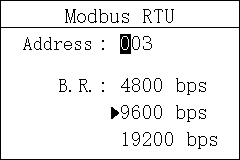 Modbus RTU
Address: 003
B.R.: 4800 bps
▶9600 bps
19200 bps